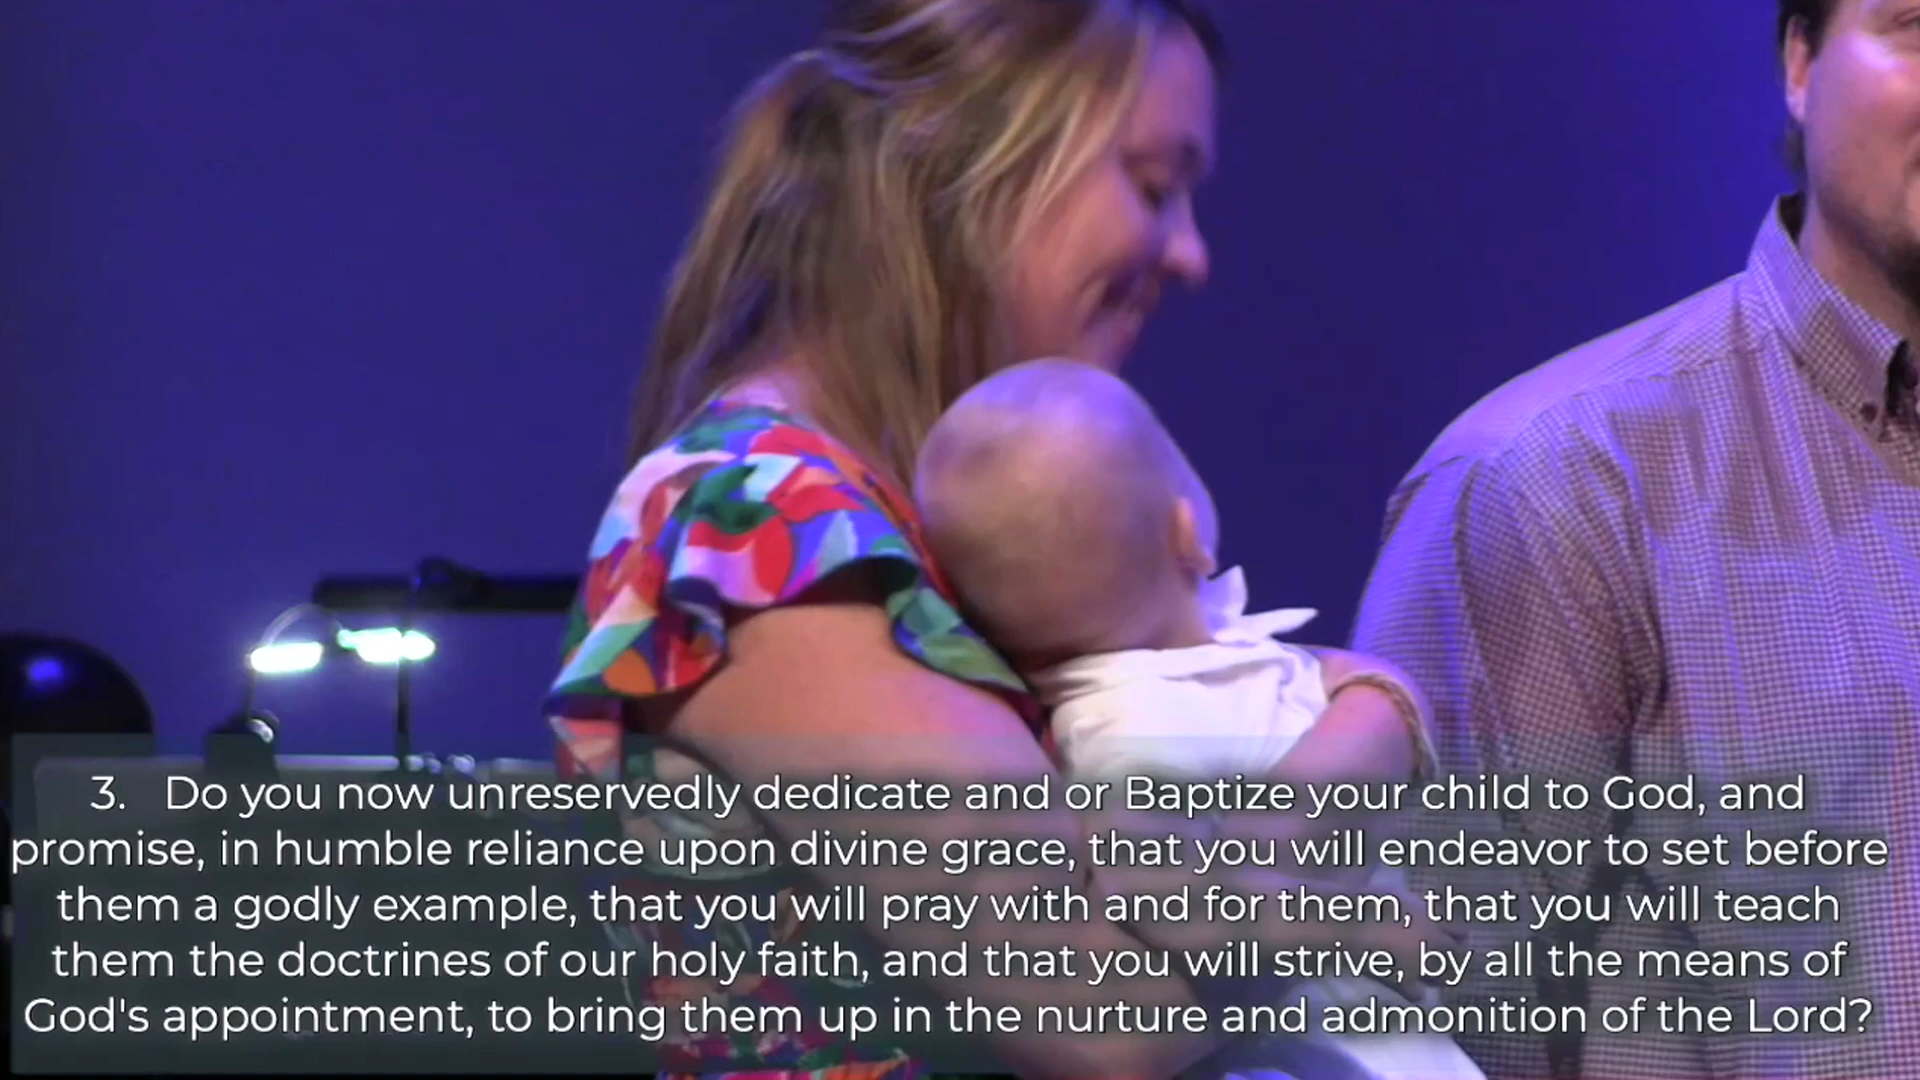 3. Do you now unreservedly dedicate and or Baptize your child to God, and
promise, in humble reliance upon divine grace, that you will endeavor to set before
them a godly example, that you will pray with and for them, that you will teach
them the doctrines of our holy faith, and that you will strive, by all the means of
God's appointment, to bring them up in the nurture and admonition of the Lord?